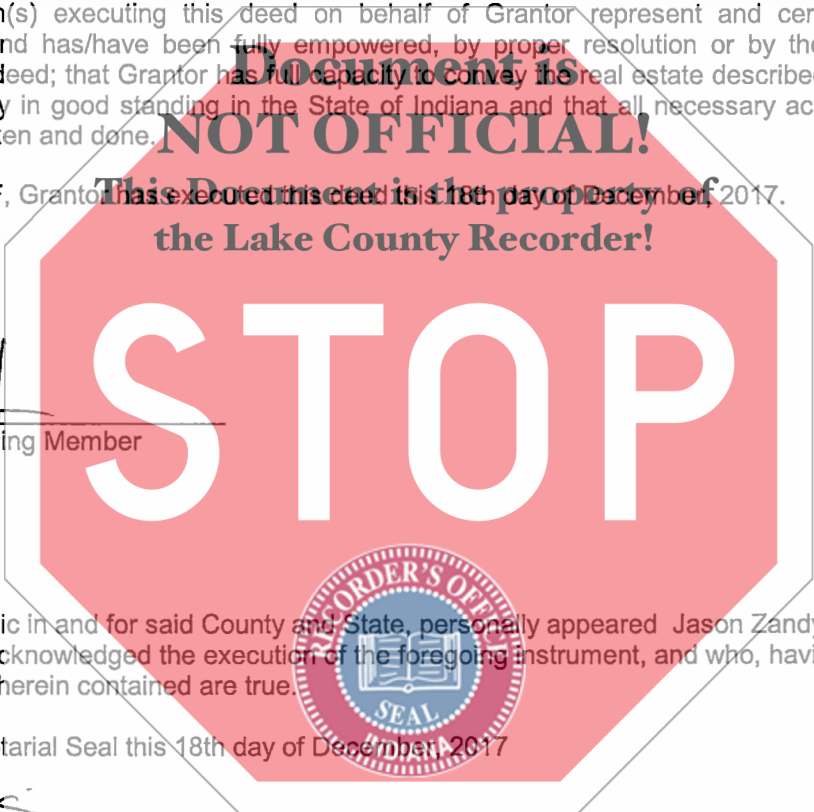 n(s) executing this deed on behalf of Grantor represent and cer
nd has/have been fully empowered, by proper resolution or by the
Document is
deed; that Grantor has full capacity to convey the real estate described
y in good standing in the State of Indiana and that all necessary ac
ken and done.
NOT OFFICIAL!
F, Grantor has executed this deed this 18th day of December, 2017.
This Document is the property of
the Lake County Recorder!
STOP
ing Member
RECORDER'S OFFICE
SEAL
INDIANA
ic in and for said County and State, personally appeared Jason Zandy
cknowledged the execution of the foregoing instrument, and who, havi
herein contained are true.
tarial Seal this 18th day of December, 2017